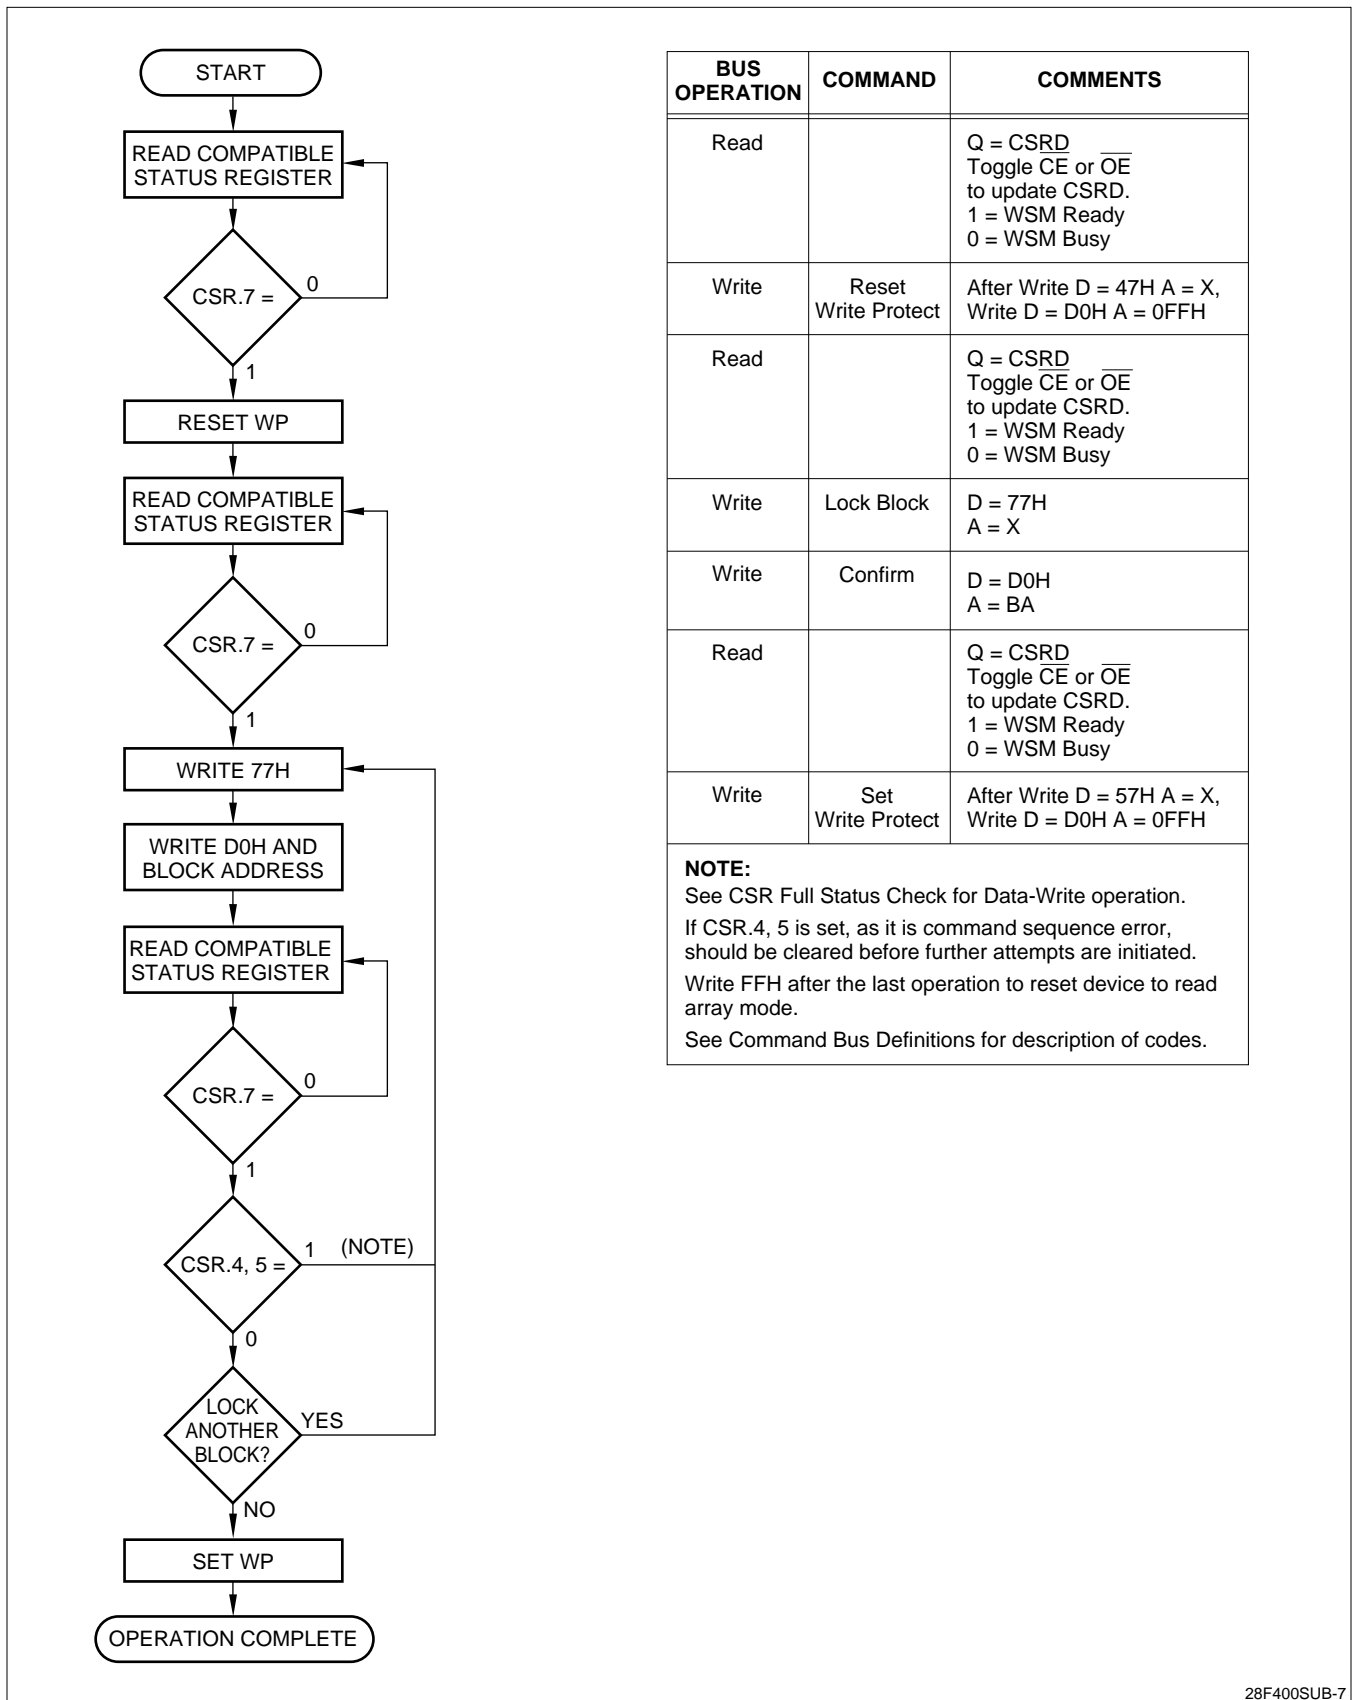 START
READ COMPATIBLE
STATUS REGISTER
CSR.7 =
0
1
RESET WP
READ COMPATIBLE
STATUS REGISTER
CSR.7 =
0
1
WRITE 77H
WRITE D0H AND
BLOCK ADDRESS
READ COMPATIBLE
STATUS REGISTER
CSR.7 =
0
1
CSR.4, 5 =
1 (NOTE)
0
LOCK
ANOTHER
BLOCK?
YES
NO
SET WP
OPERATION COMPLETE
BUS
OPERATION
COMMAND
COMMENTS
Read
Q = CSRD
Toggle C̅E̅ or O̅E̅
to update CSRD.
1 = WSM Ready
0 = WSM Busy
Write
Reset
Write Protect
After Write D = 47H A = X,
Write D = D0H A = 0FFH
Read
Q = CSRD
Toggle C̅E̅ or O̅E̅
to update CSRD.
1 = WSM Ready
0 = WSM Busy
Write
Lock Block
D = 77H
A = X
Write
Confirm
D = D0H
A = BA
Read
Q = CSRD
Toggle C̅E̅ or O̅E̅
to update CSRD.
1 = WSM Ready
0 = WSM Busy
Write
Set
Write Protect
After Write D = 57H A = X,
Write D = D0H A = 0FFH
NOTE:
See CSR Full Status Check for Data-Write operation.
If CSR.4, 5 is set, as it is command sequence error,
should be cleared before further attempts are initiated.
Write FFH after the last operation to reset device to read
array mode.
See Command Bus Definitions for description of codes.
28F400SUB-7